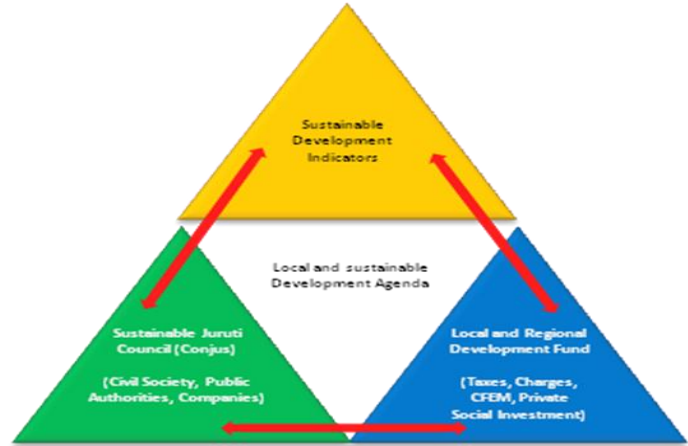 Sustainable
Development
Indicators
Local and sustainable
Development Agenda
Sustainable Juruti
Council (Conjus)
(Civil Society, Public
Authorities, Companies)
Local and Regional
Development Fund
(Taxes, Charges,
CFEM, Private
Social Investment)